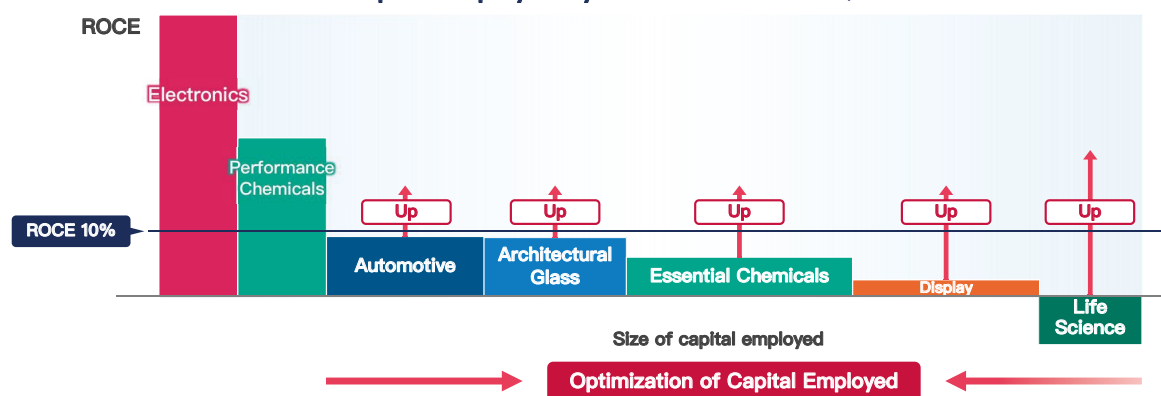 ROCE
Electronics
Performance
Chemicals
Up
Up
Up
Up
Up
ROCE 10%
Automotive
Architectural
Glass
Essential Chemicals
Display
Life
Science
Size of capital employed
Optimization of Capital Employed